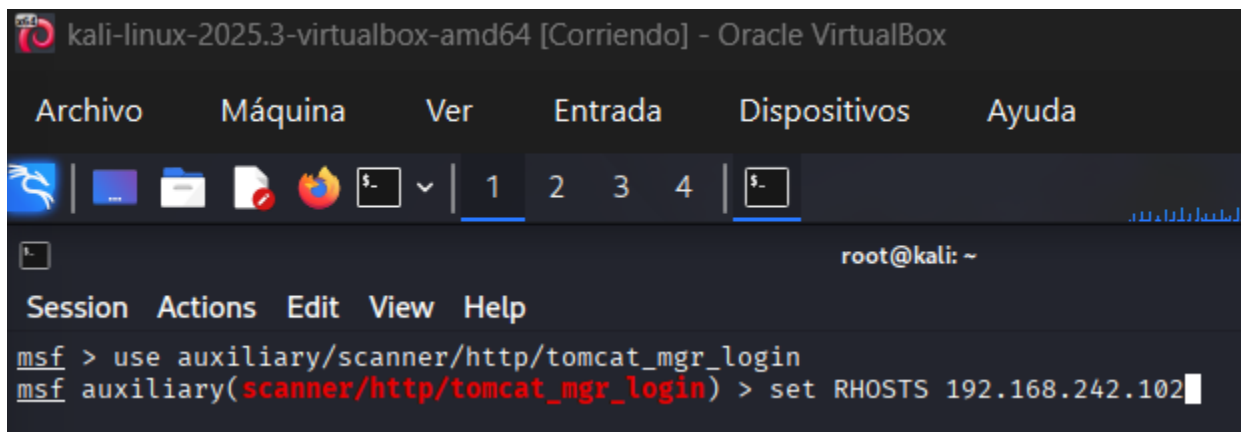 kali-linux-2025.3-virtualbox-amd64 [Corriendo] - Oracle VirtualBox
Archivo Máquina Ver Entrada Dispositivos Ayuda
1 2 3 4
root@kali: ~
Session Actions Edit View Help
msf > use auxiliary/scanner/http/tomcat_mgr_login
msf auxiliary(scanner/http/tomcat_mgr_login) > set RHOSTS 192.168.242.102